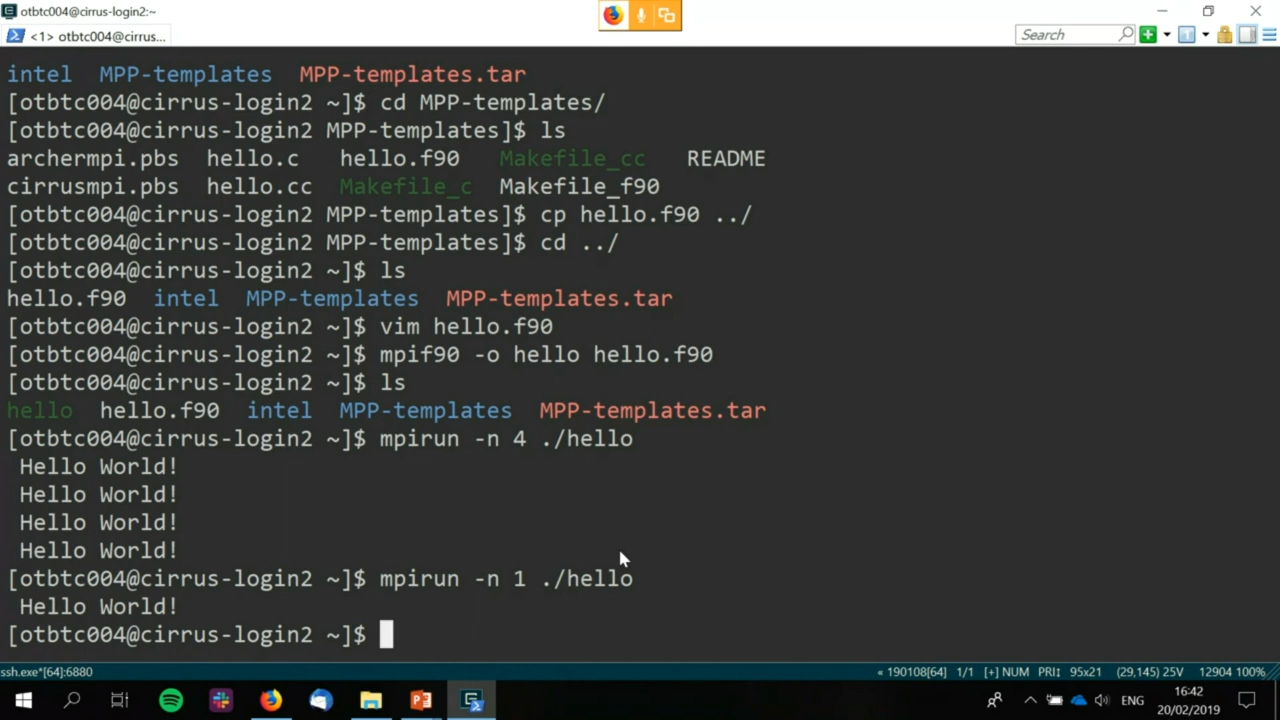 otbtc004@cirrus-login2:~
<1> otbtc004@cirrus...
Search
intel MPP-templates MPP-templates.tar
[otbtc004@cirrus-login2 ~]$ cd MPP-templates/
[otbtc004@cirrus-login2 MPP-templates]$ ls
archermpi.pbs hello.c hello.f90 Makefile_cc README
cirrusmpi.pbs hello.cc Makefile_c Makefile_f90
[otbtc004@cirrus-login2 MPP-templates]$ cp hello.f90 ../
[otbtc004@cirrus-login2 MPP-templates]$ cd ../
[otbtc004@cirrus-login2 ~]$ ls
hello.f90 intel MPP-templates MPP-templates.tar
[otbtc004@cirrus-login2 ~]$ vim hello.f90
[otbtc004@cirrus-login2 ~]$ mpif90 -o hello hello.f90
[otbtc004@cirrus-login2 ~]$ ls
hello hello.f90 intel MPP-templates MPP-templates.tar
[otbtc004@cirrus-login2 ~]$ mpirun -n 4 ./hello
Hello World!
Hello World!
Hello World!
Hello World!
[otbtc004@cirrus-login2 ~]$ mpirun -n 1 ./hello
Hello World!
[otbtc004@cirrus-login2 ~]$
ssh.exe*[64]:6880 « 190108[64] 1/1 [+] NUM PRI↕ 95x21 (29,145) 25V 12904 100%
ENG
16:42
20/02/2019